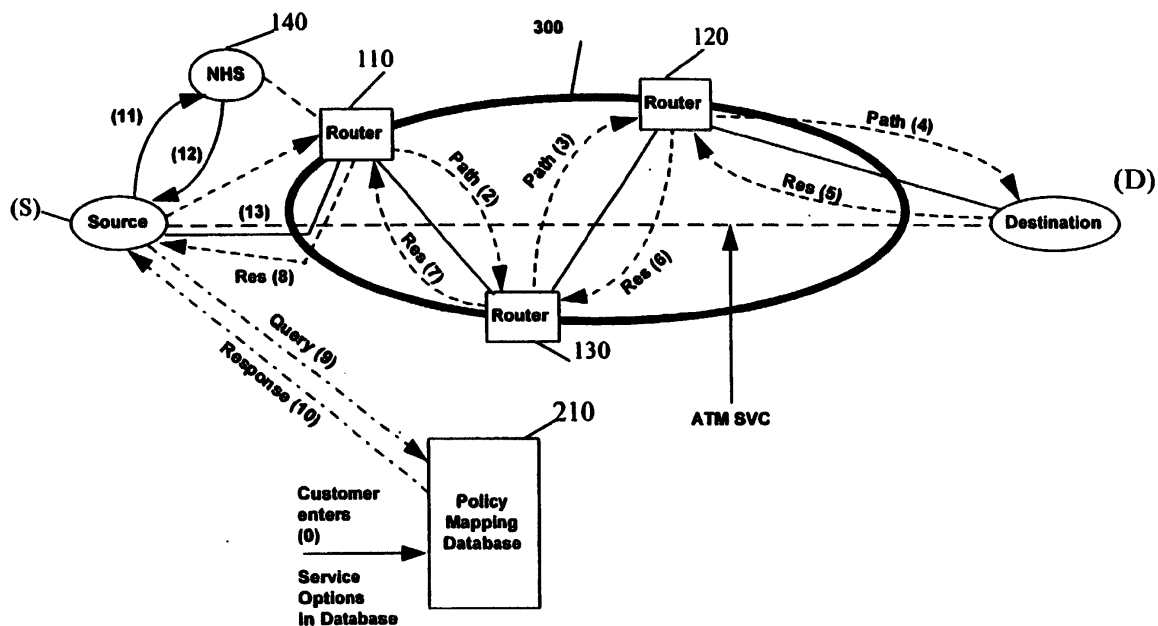 140
NHS
110
300
120
Router
Router
(11)
(12)
Path (2)
Path (3)
Path (4)
Res (5)
(D)
(S)
Source
(13)
Destination
Res (8)
Res (7)
Res (6)
Router
130
Query (9)
Response (10)
ATM SVC
210
Policy
Mapping
Database
Customer
enters
(0)
Service
Options
in Database